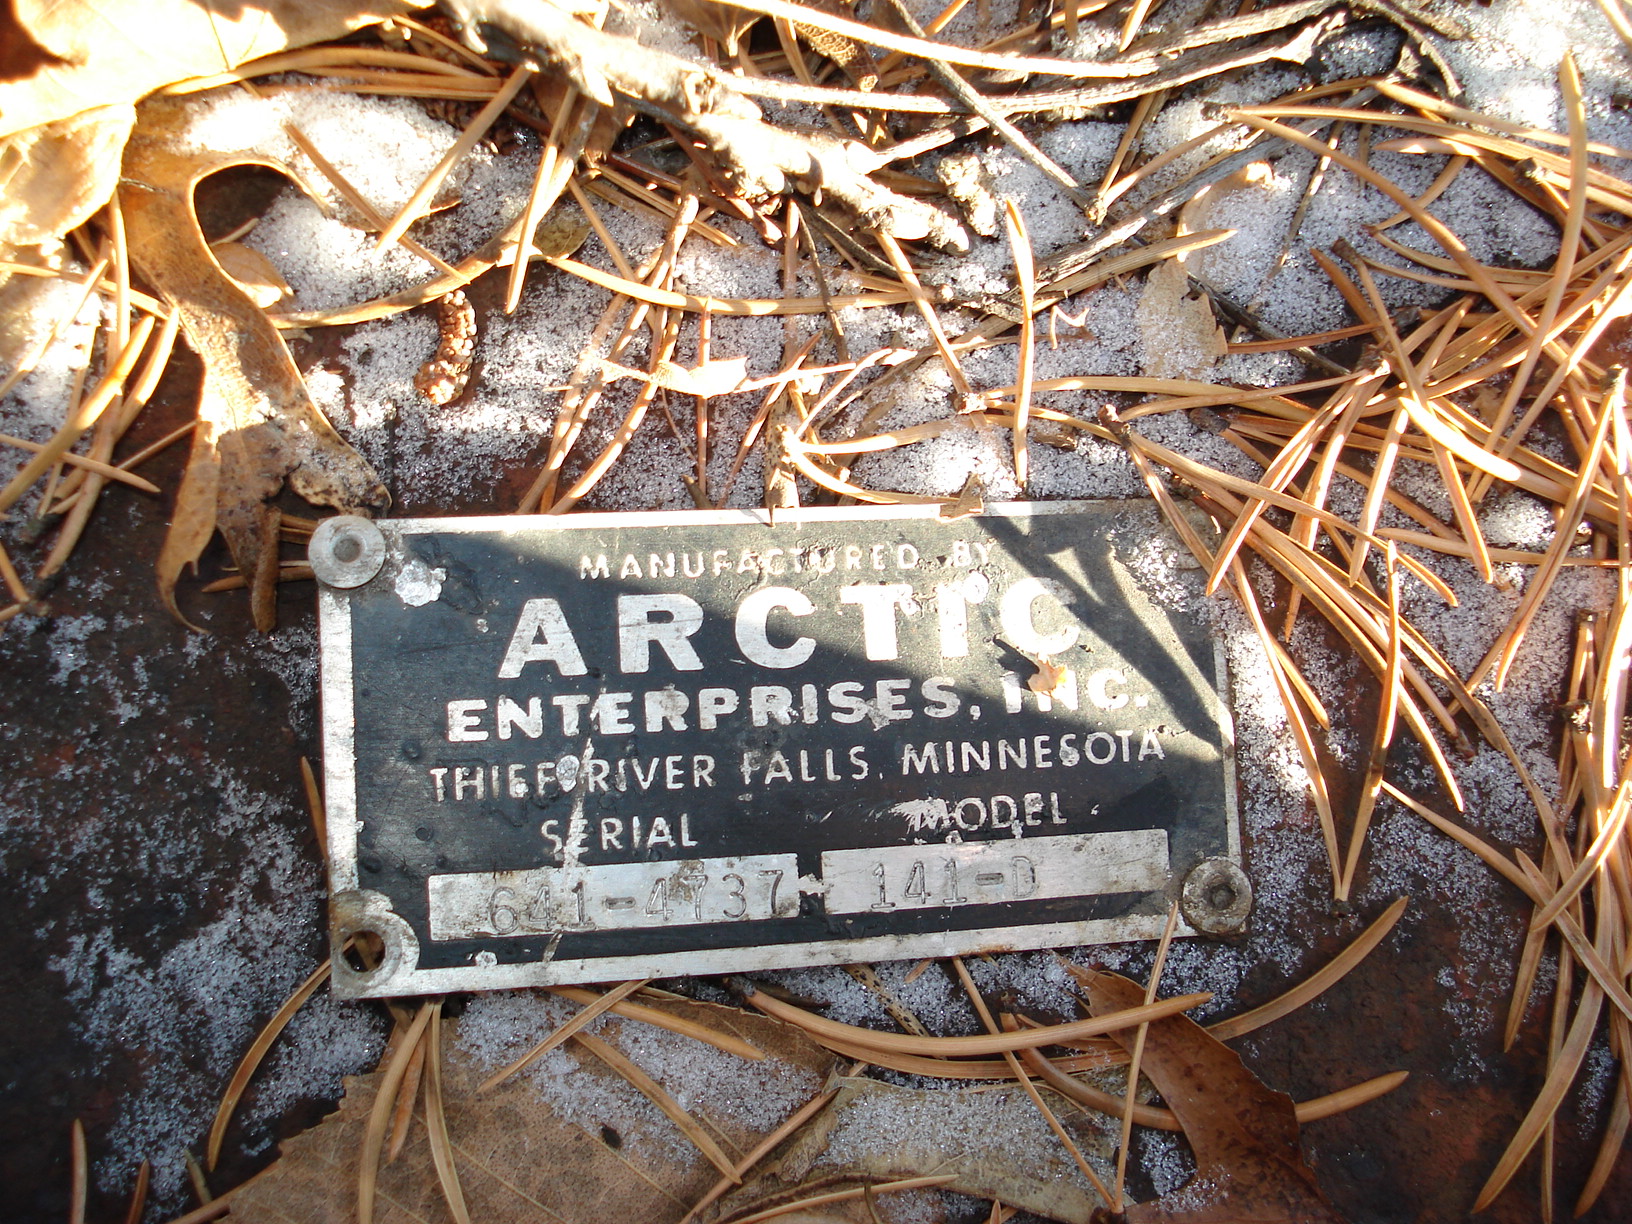 MANUFACTURED BY
ARCTIC
ENTERPRISES, INC.
THIEF RIVER FALLS, MINNESOTA
SERIAL MODEL
641-4737 141-D